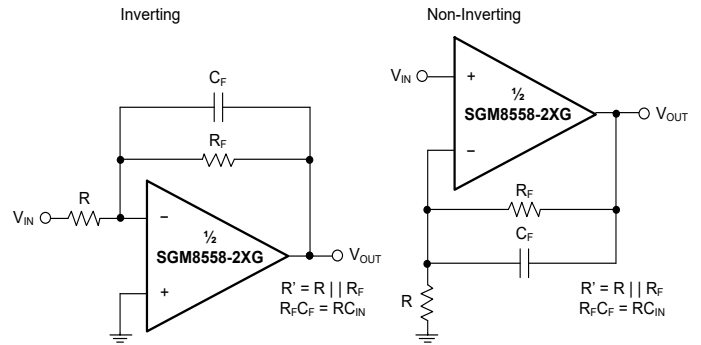 Inverting
C_F
R_F
R
V_IN
−
½
SGM8558-2XG
+
V_OUT
R' = R || R_F
R_FC_F = RC_IN
Non-Inverting
V_IN
+
½
SGM8558-2XG
−
V_OUT
R_F
C_F
R
R' = R || R_F
R_FC_F = RC_IN